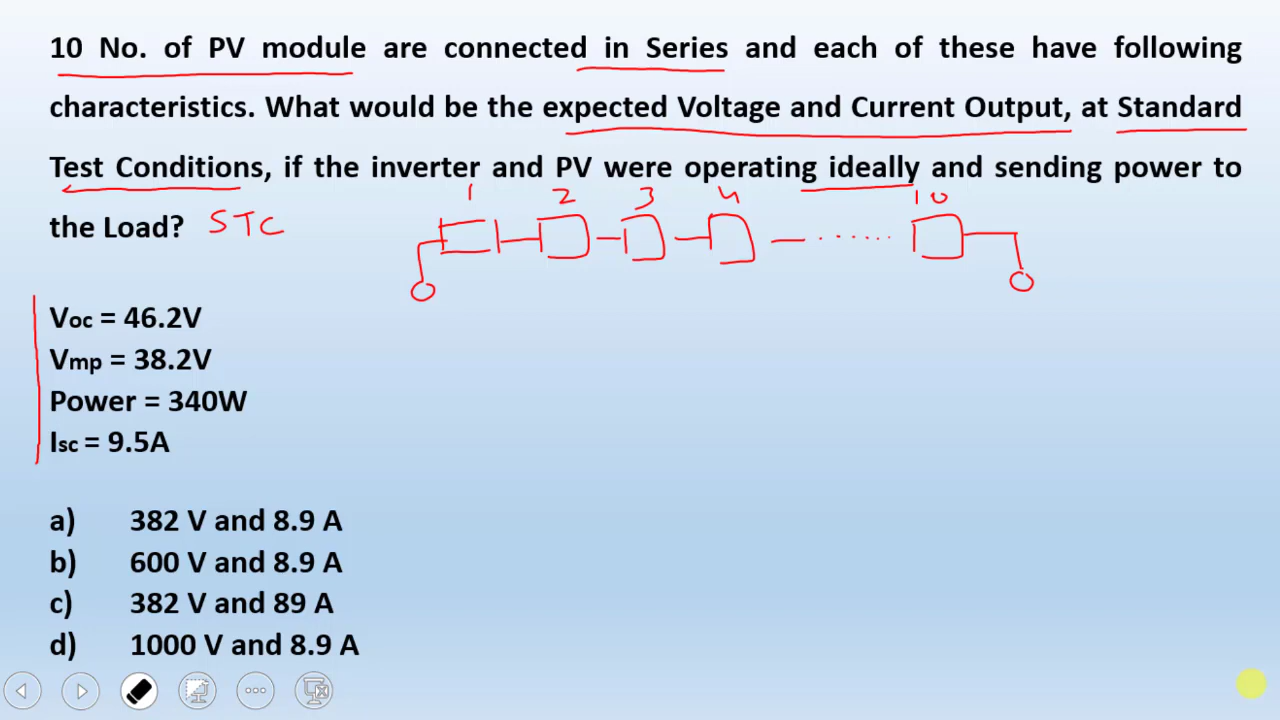 10 No. of PV module are connected in Series and each of these have following
characteristics. What would be the expected Voltage and Current Output, at Standard
Test Conditions, if the inverter and PV were operating ideally and sending power to
1 2 3 4 10
the Load? STC
Voc = 46.2V
Vmp = 38.2V
Power = 340W
Isc = 9.5A
a) 382 V and 8.9 A
b) 600 V and 8.9 A
c) 382 V and 89 A
d) 1000 V and 8.9 A